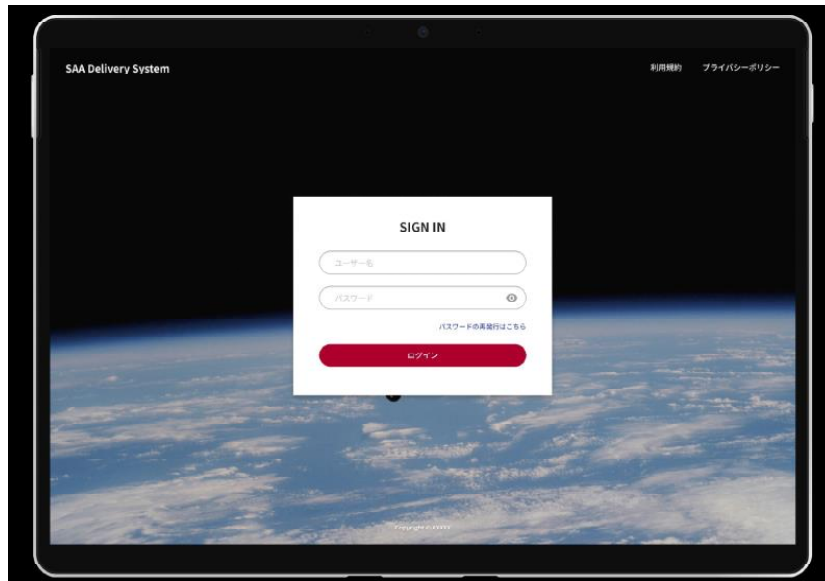 SAA Delivery System
利用規約 プライバシーポリシー
SIGN IN
ユーザー名
パスワード
パスワードの再発行はこちら
ログイン